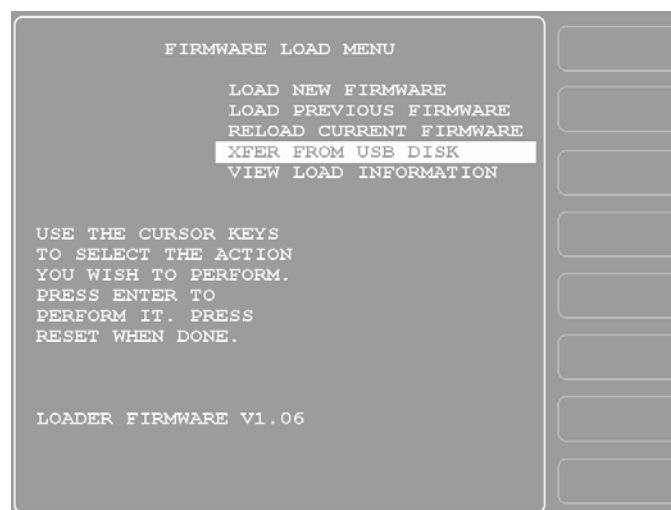 FIRMWARE LOAD MENU
LOAD NEW FIRMWARE
LOAD PREVIOUS FIRMWARE
RELOAD CURRENT FIRMWARE
XFER FROM USB DISK
VIEW LOAD INFORMATION
USE THE CURSOR KEYS
TO SELECT THE ACTION
YOU WISH TO PERFORM.
PRESS ENTER TO
PERFORM IT. PRESS
RESET WHEN DONE.
LOADER FIRMWARE V1.06